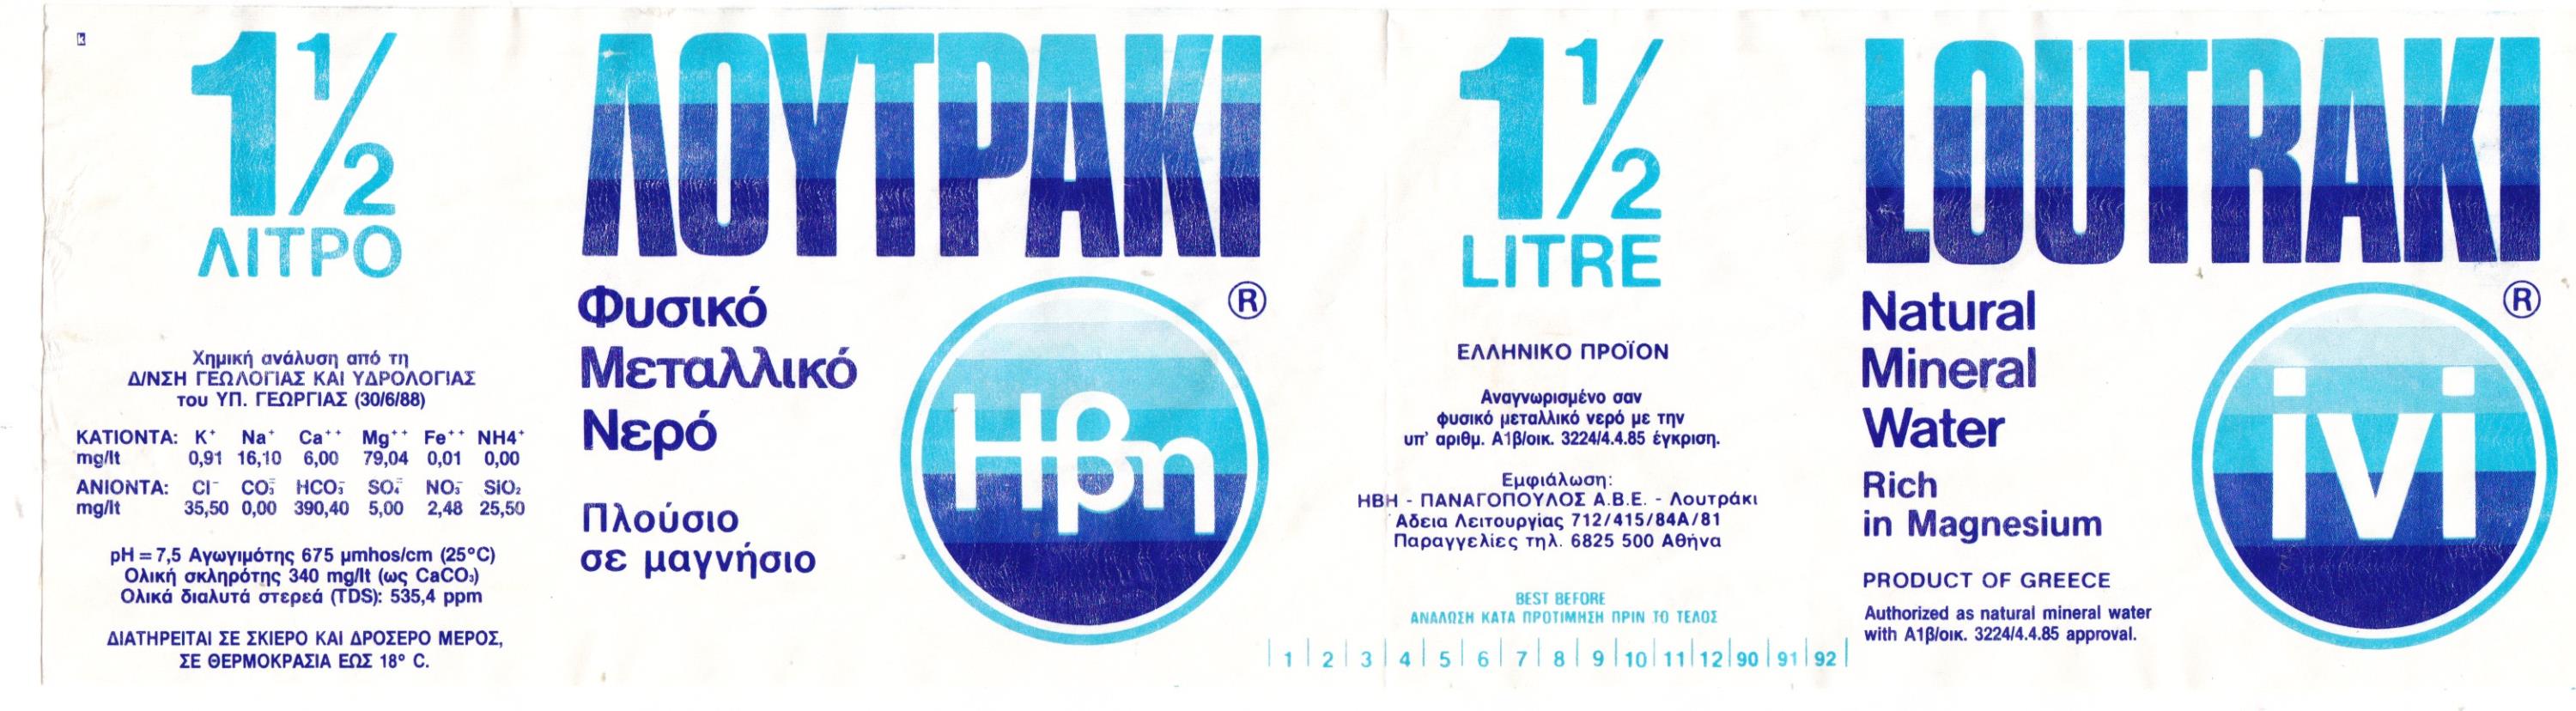 k
1 1/2
ΛΙΤΡΟ
Χημική ανάλυση από τη
Δ/ΝΣΗ ΓΕΩΛΟΓΙΑΣ ΚΑΙ ΥΔΡΟΛΟΓΙΑΣ
του ΥΠ. ΓΕΩΡΓΙΑΣ (30/6/88)
ΚΑΤΙΟΝΤΑ: K⁺ Na⁺ Ca⁺⁺ Mg⁺⁺ Fe⁺⁺ NH4⁺
mg/lt 0,91 16,10 6,00 79,04 0,01 0,00
ΑΝΙΟΝΤΑ: Cl⁻ CO₃⁼ HCO₃⁻ SO₄⁼ NO₃⁻ SiO₂
mg/lt 35,50 0,00 390,40 5,00 2,48 25,50
pH = 7,5 Αγωγιμότης 675 μmhos/cm (25°C)
Ολική σκληρότης 340 mg/lt (ως CaCO₃)
Ολικά διαλυτά στερεά (TDS): 535,4 ppm
ΔΙΑΤΗΡΕΙΤΑΙ ΣΕ ΣΚΙΕΡΟ ΚΑΙ ΔΡΟΣΕΡΟ ΜΕΡΟΣ,
ΣΕ ΘΕΡΜΟΚΡΑΣΙΑ ΕΩΣ 18° C.
ΛΟΥΤΡΑΚΙ
®
Φυσικό
Μεταλλικό
Νερό
Πλούσιο
σε μαγνήσιο
Ηβη
1 1/2
LITRE
ΕΛΛΗΝΙΚΟ ΠΡΟΪΟΝ
Αναγνωρισμένο σαν
φυσικό μεταλλικό νερό με την
υπ' αριθμ. Α1β/οικ. 3224/4.4.85 έγκριση.
Εμφιάλωση:
ΗΒΗ - ΠΑΝΑΓΟΠΟΥΛΟΣ Α.Β.Ε. - Λουτράκι
Αδεια Λειτουργίας 712/415/84Α/81
Παραγγελίες τηλ. 6825 500 Αθήνα
BEST BEFORE
ΑΝΑΛΩΣΗ ΚΑΤΑ ΠΡΟΤΙΜΗΣΗ ΠΡΙΝ ΤΟ ΤΕΛΟΣ
| 1 | 2 | 3 | 4 | 5 | 6 | 7 | 8 | 9 | 10 | 11 | 12 | 90 | 91 | 92 |
LOUTRAKI
®
Natural
Mineral
Water
Rich
in Magnesium
PRODUCT OF GREECE
Authorized as natural mineral water
with Α1β/οικ. 3224/4.4.85 approval.
ivi